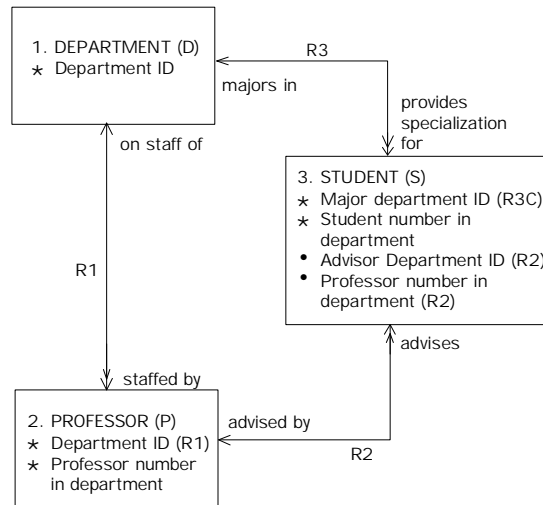 1. DEPARTMENT (D)
* Department ID
R3
majors in
provides
specialization
for
on staff of
3. STUDENT (S)
* Major department ID (R3C)
* Student number in
department
• Advisor Department ID (R2)
• Professor number in
department (R2)
R1
advises
staffed by
2. PROFESSOR (P)
* Department ID (R1)
* Professor number
in department
advised by
R2